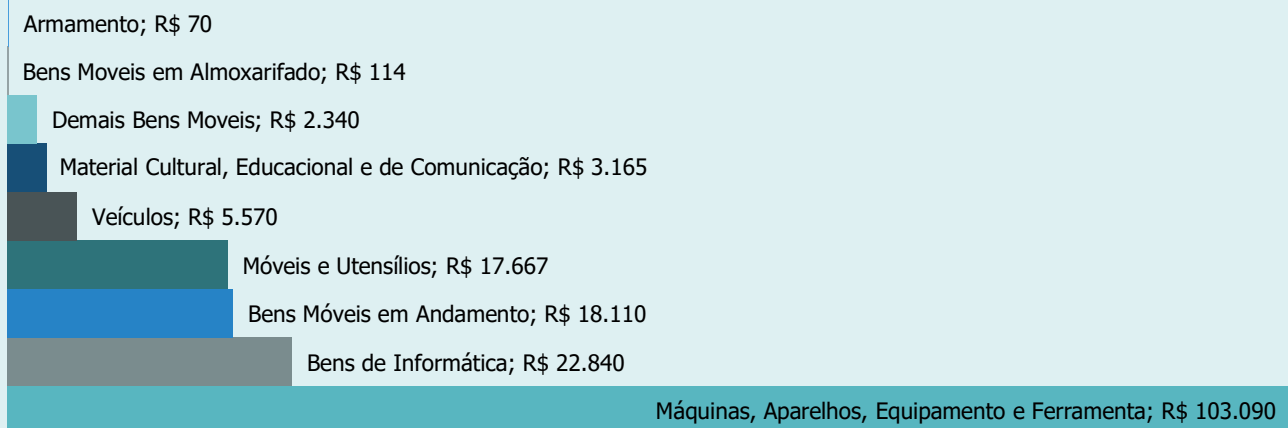 Armamento; R$ 70
Bens Moveis em Almoxarifado; R$ 114
Demais Bens Moveis; R$ 2.340
Material Cultural, Educacional e de Comunicação; R$ 3.165
Veículos; R$ 5.570
Móveis e Utensílios; R$ 17.667
Bens Móveis em Andamento; R$ 18.110
Bens de Informática; R$ 22.840
Máquinas, Aparelhos, Equipamento e Ferramenta; R$ 103.090